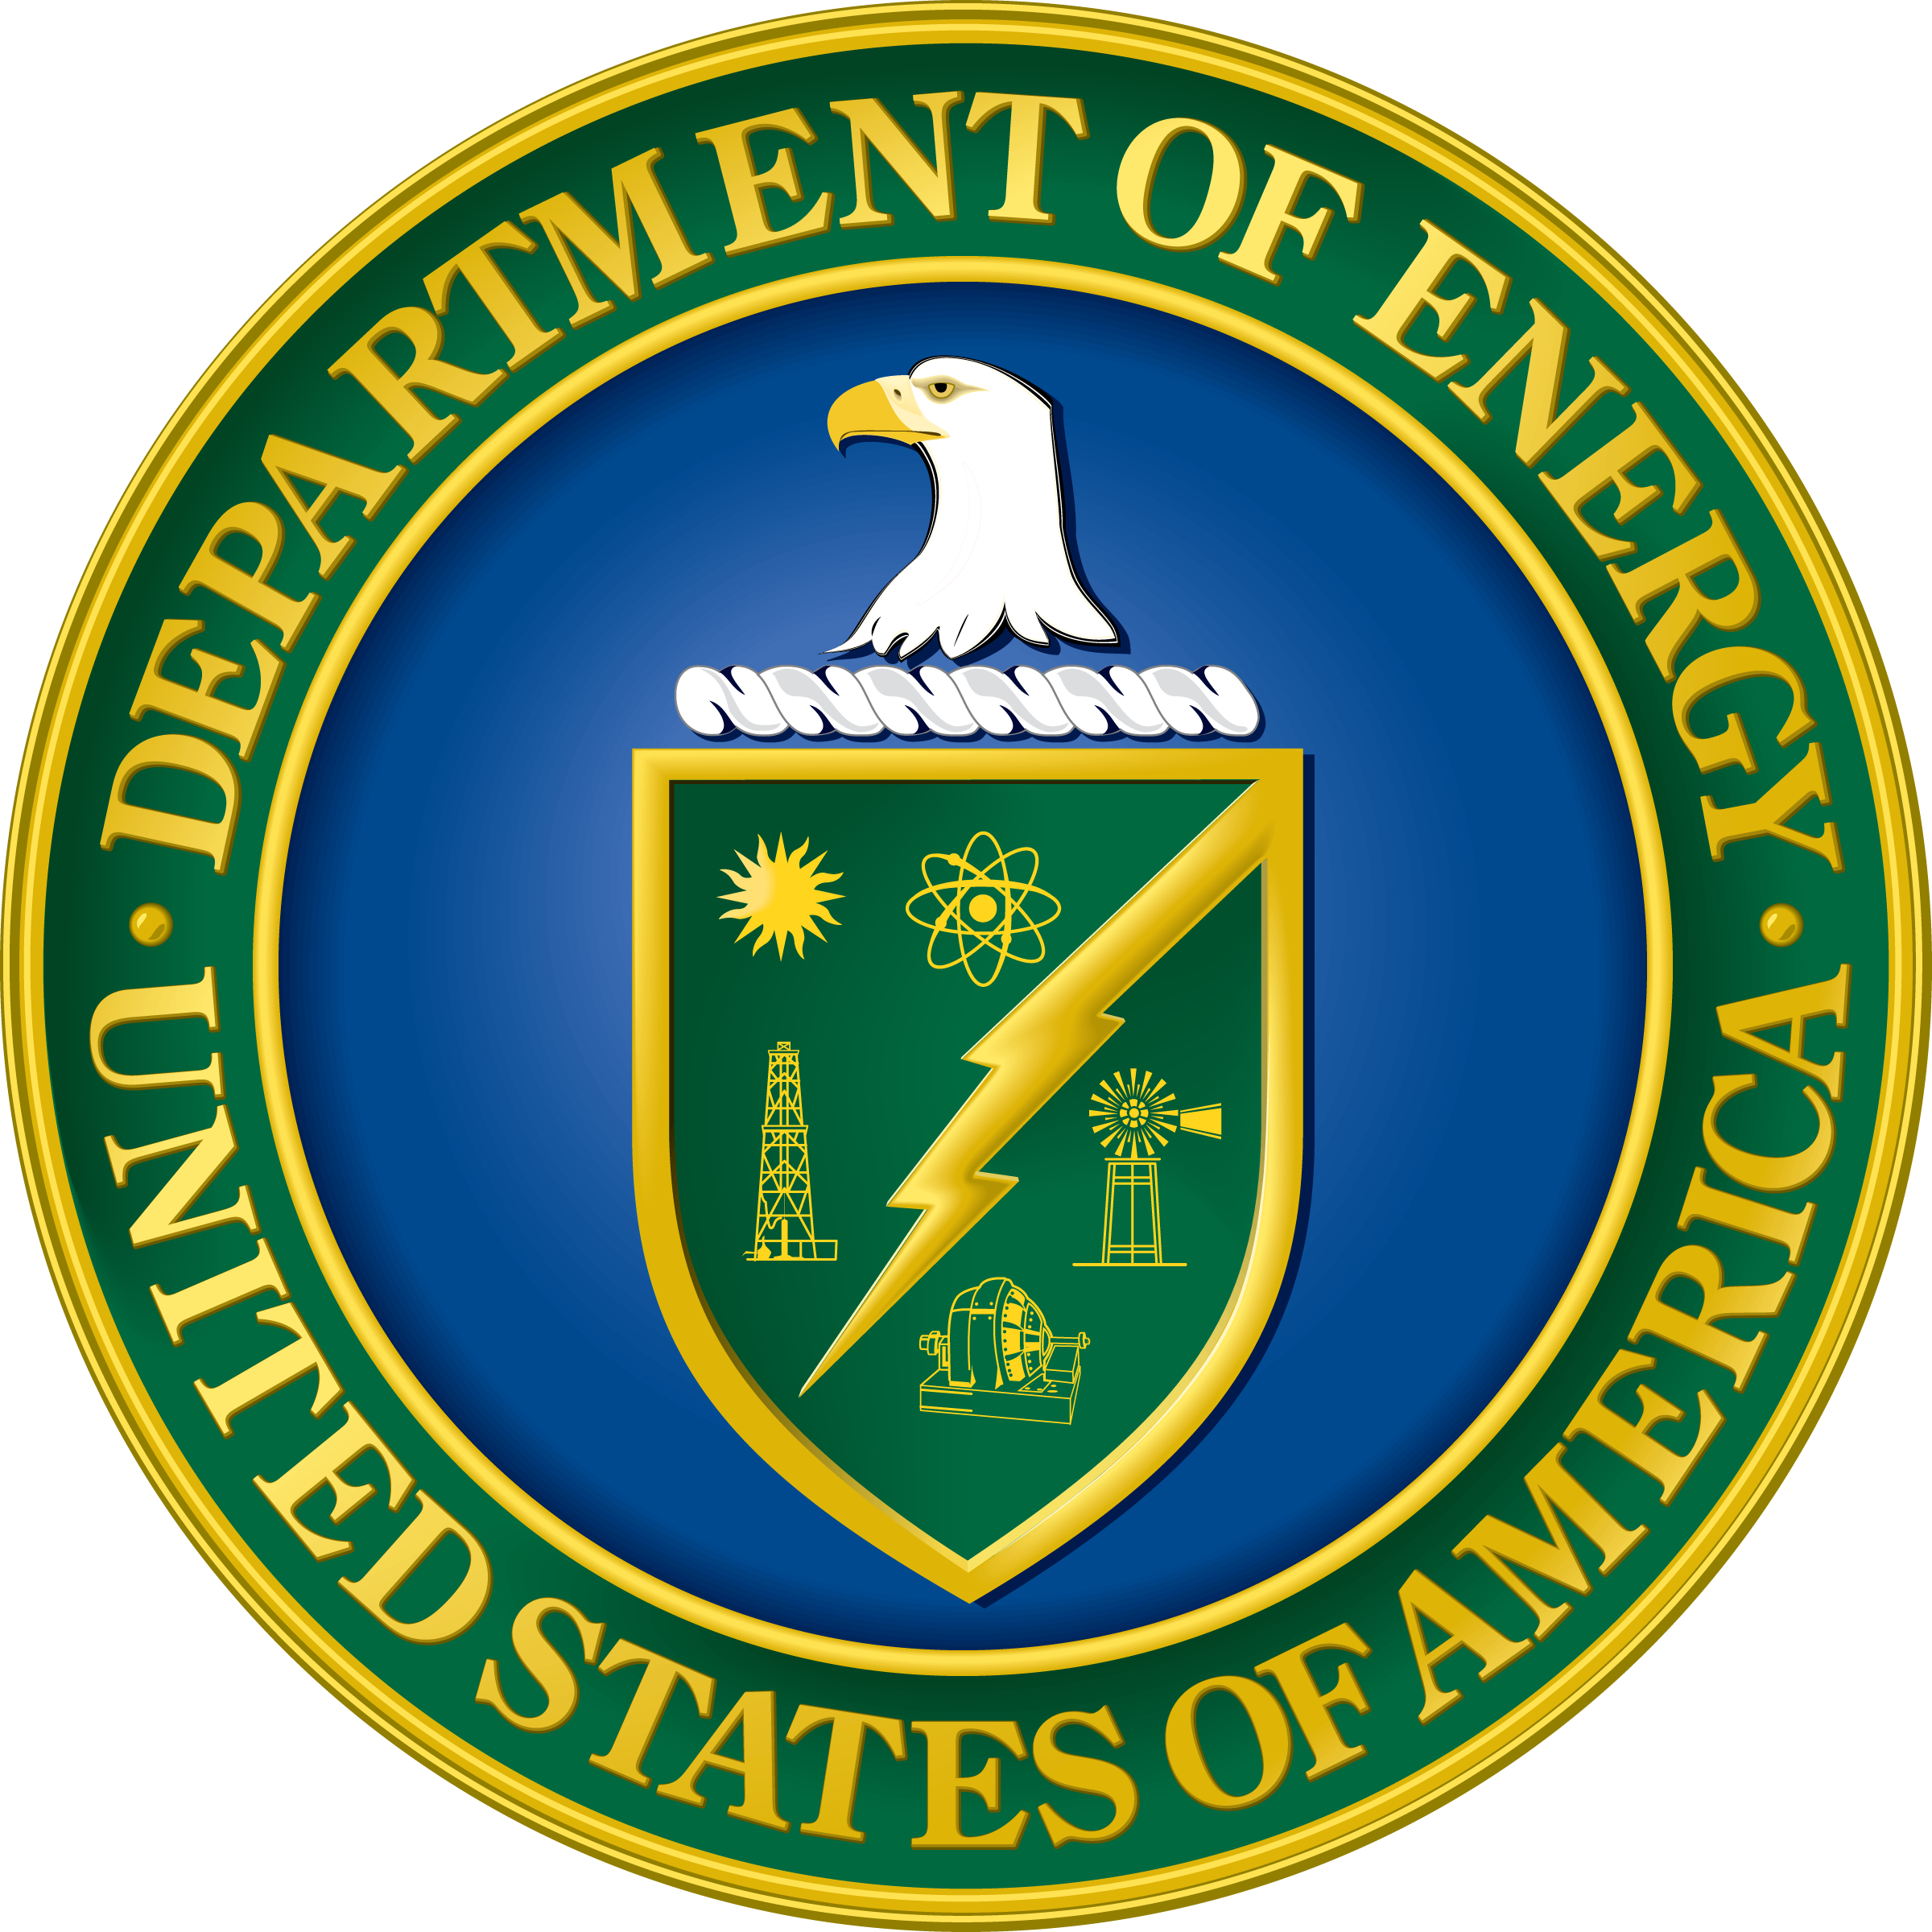 DEPARTMENT OF ENERGY
UNITED STATES OF AMERICA